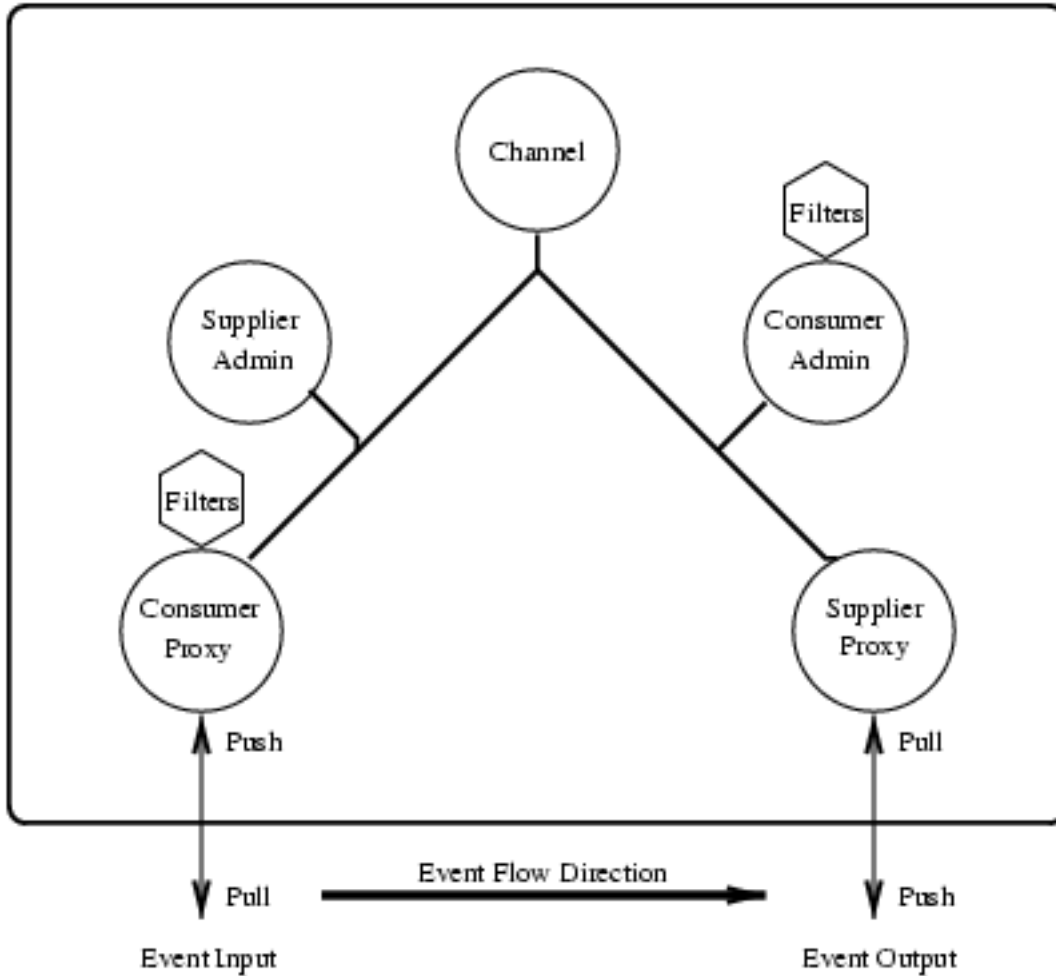 Channel
Filters
Supplier
Admin
Consumer
Admin
Filters
Consumer
Proxy
Supplier
Proxy
Push
Pull
Event Flow Direction
Pull
Push
Event Input
Event Output